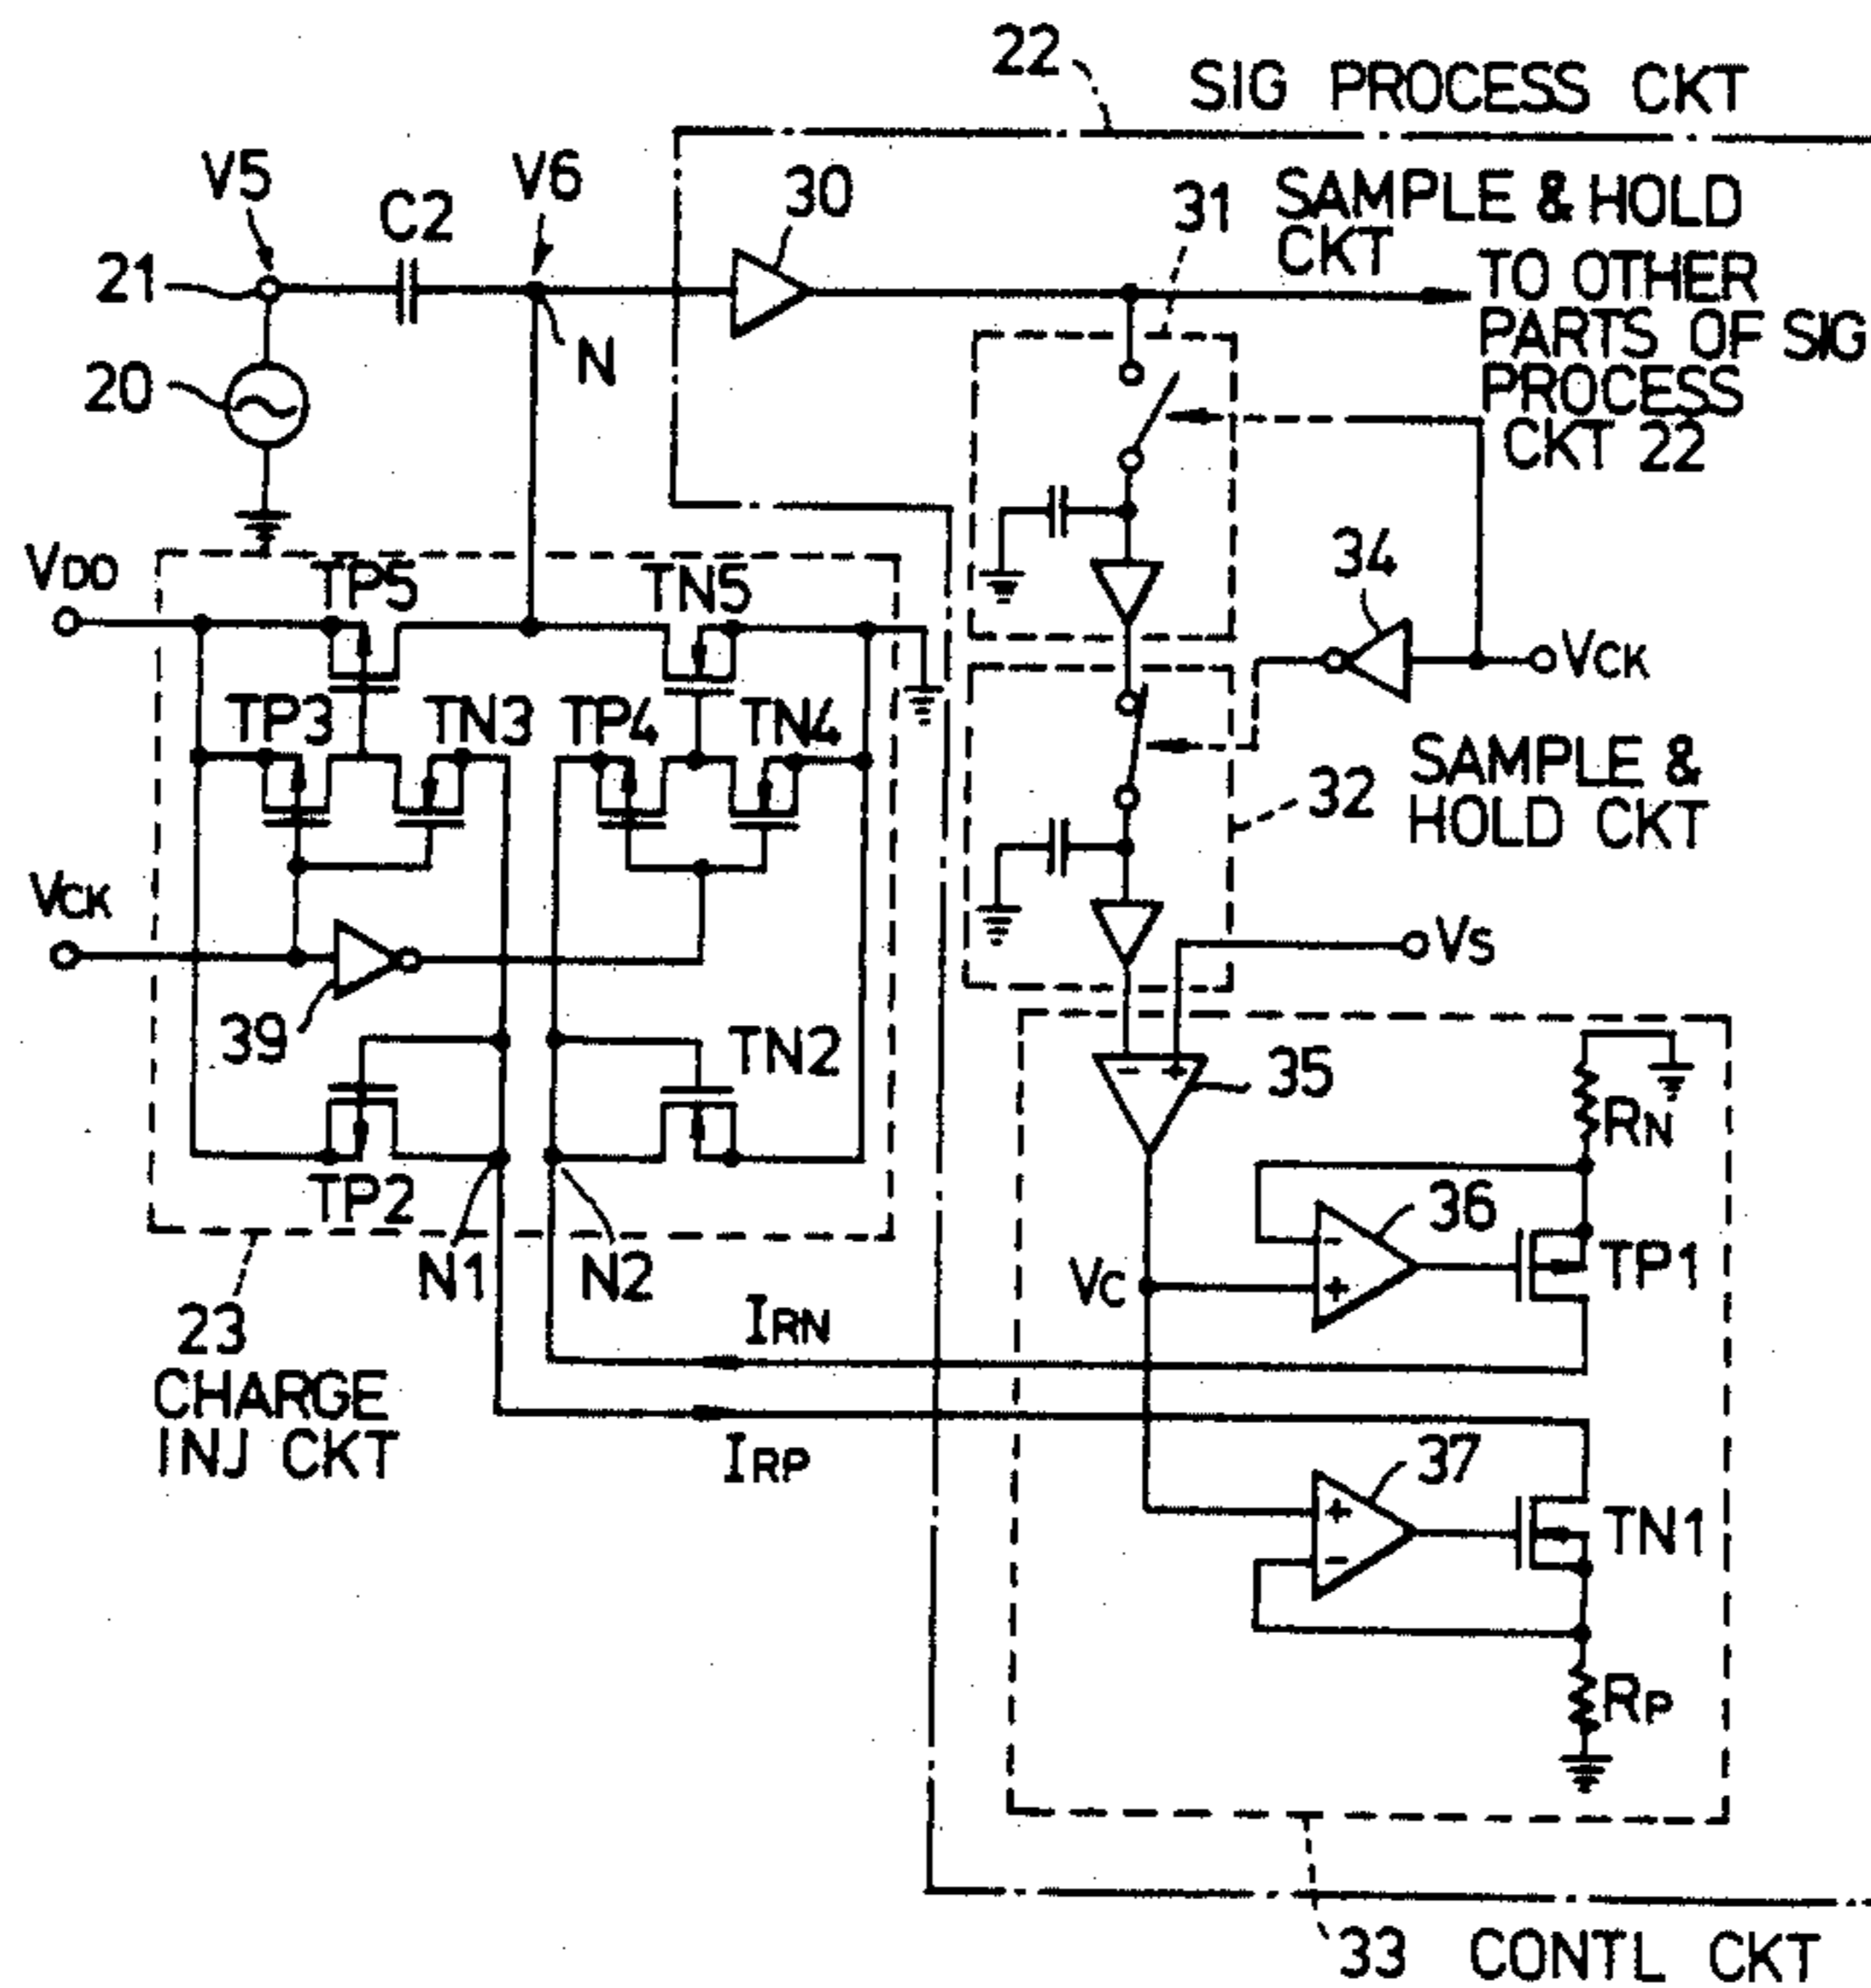 22
SIG PROCESS CKT
V5
C2
V6
30
31
SAMPLE & HOLD
CKT
21
N
TO OTHER
PARTS OF SIG
PROCESS
CKT 22
20
VDO
TP5
TN5
34
VCK
TP3
TN3
TP4
TN4
32
SAMPLE &
HOLD CKT
VCK
VS
39
TN2
- +
35
RN
TP2
36
N1
N2
VC
-
+
TP1
23
CHARGE
INJ CKT
IRN
IRP
37
+
-
TN1
RP
33 CONTL CKT